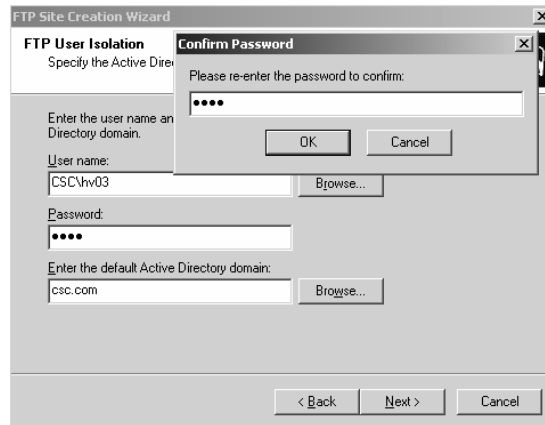 FTP Site Creation Wizard
FTP User Isolation
Specify the Active Dire
Confirm Password
Please re-enter the password to confirm:
••••
OK
Cancel
Enter the user name an
Directory domain.
User name:
CSC\hv03
Browse...
Password:
••••
Enter the default Active Directory domain:
csc.com
Browse...
< Back
Next >
Cancel